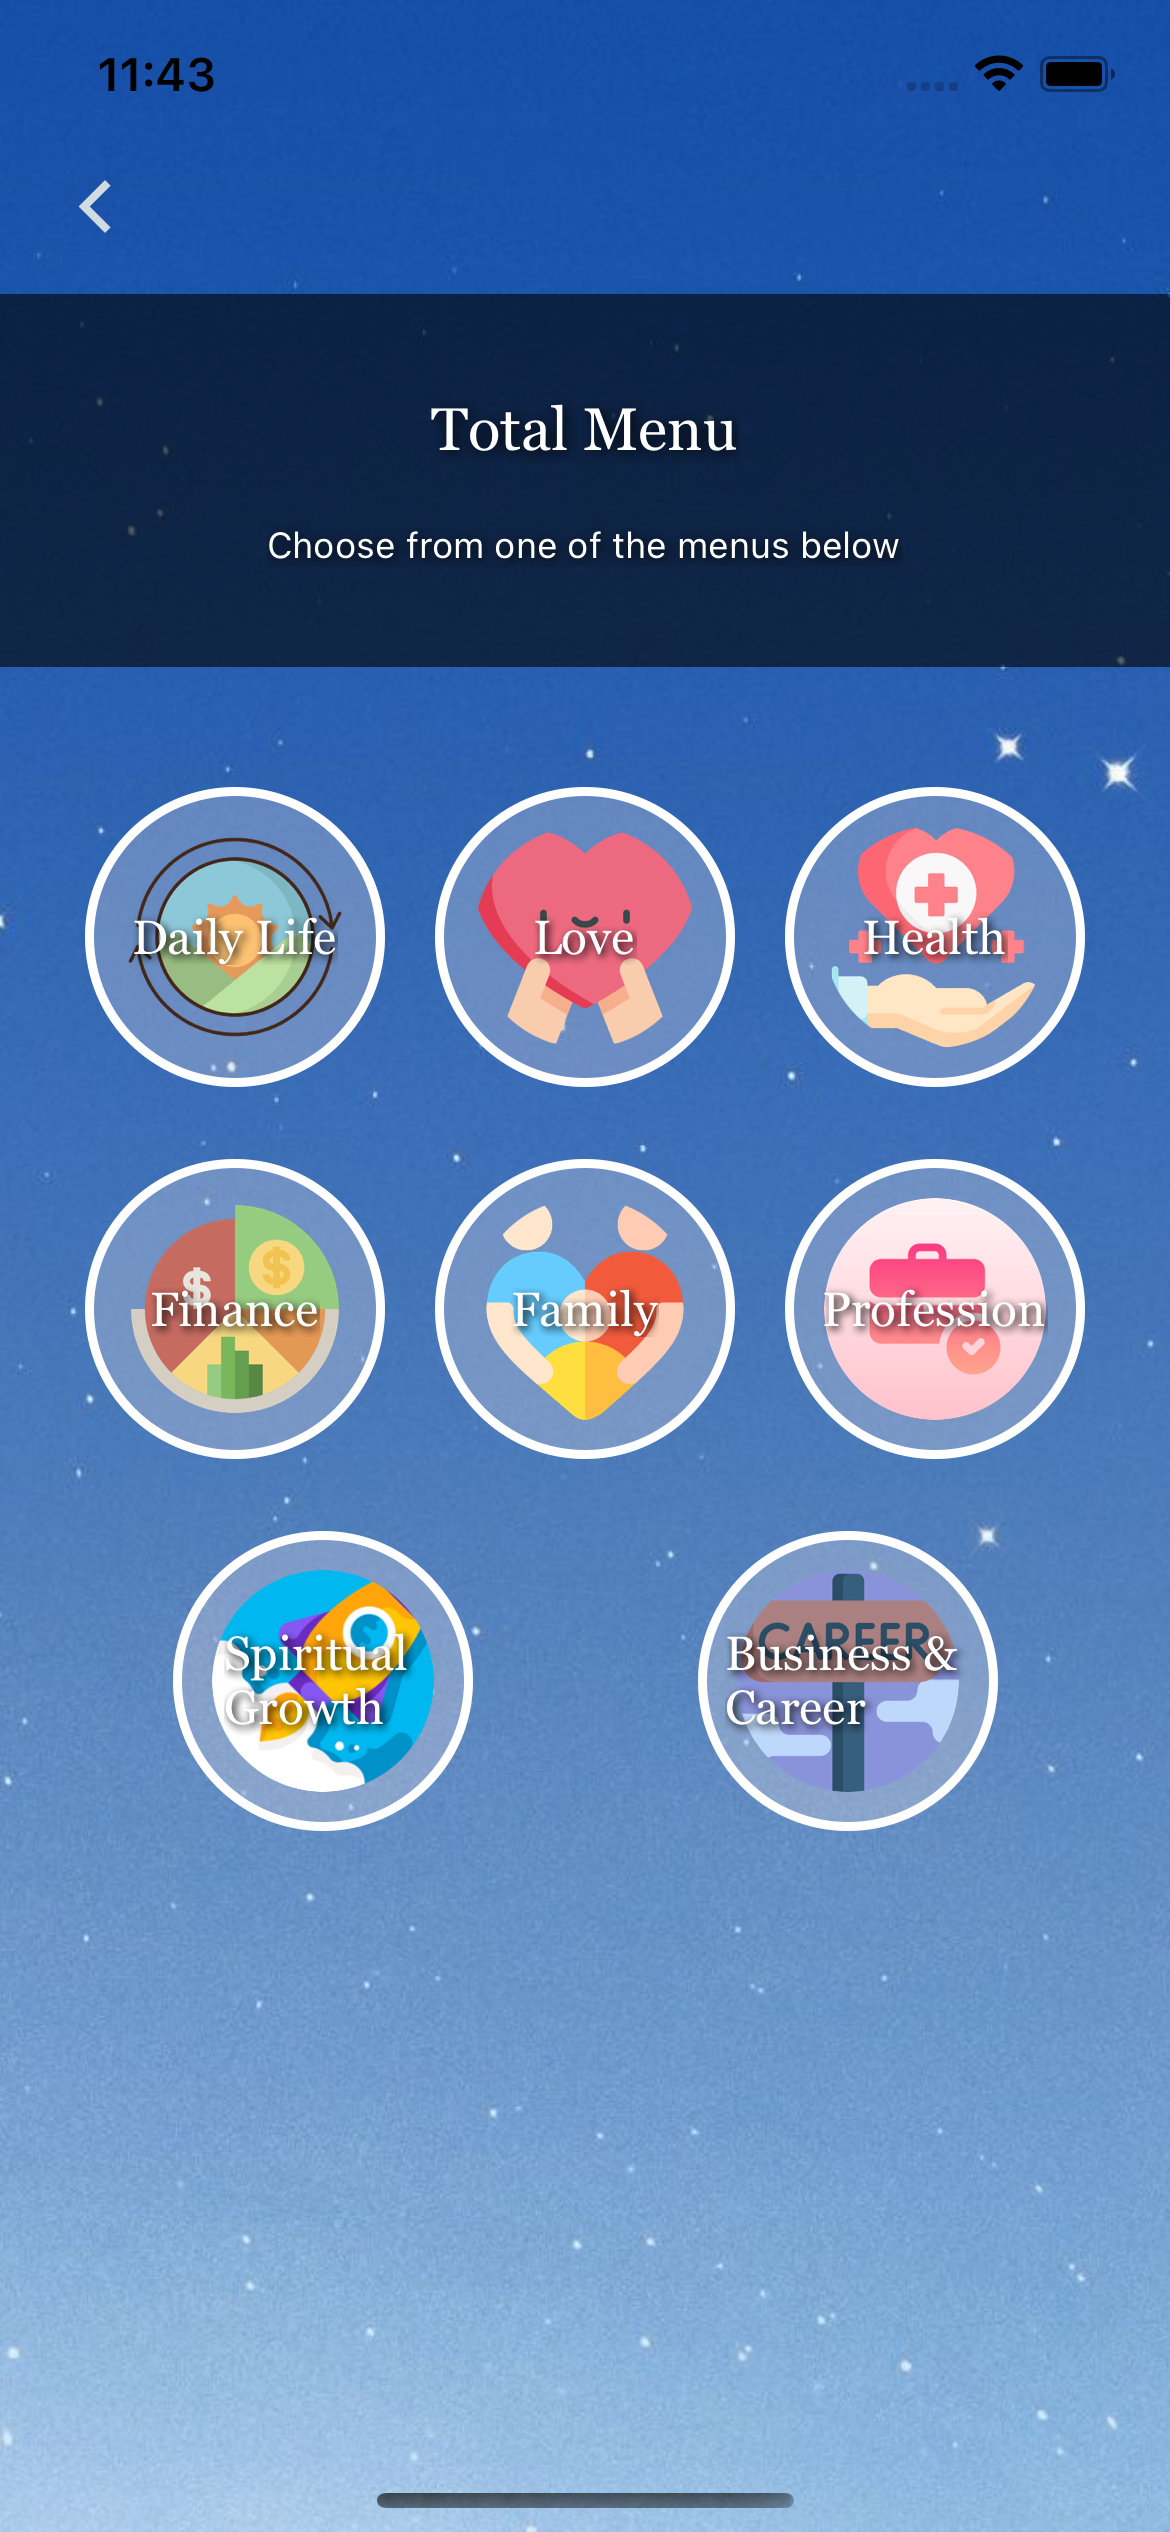 11:43
Total Menu
Choose from one of the menus below
Daily Life
Love
Health
$
$
Finance
Family
Profession
Spiritual
Growth
CAREER
Business &
Career